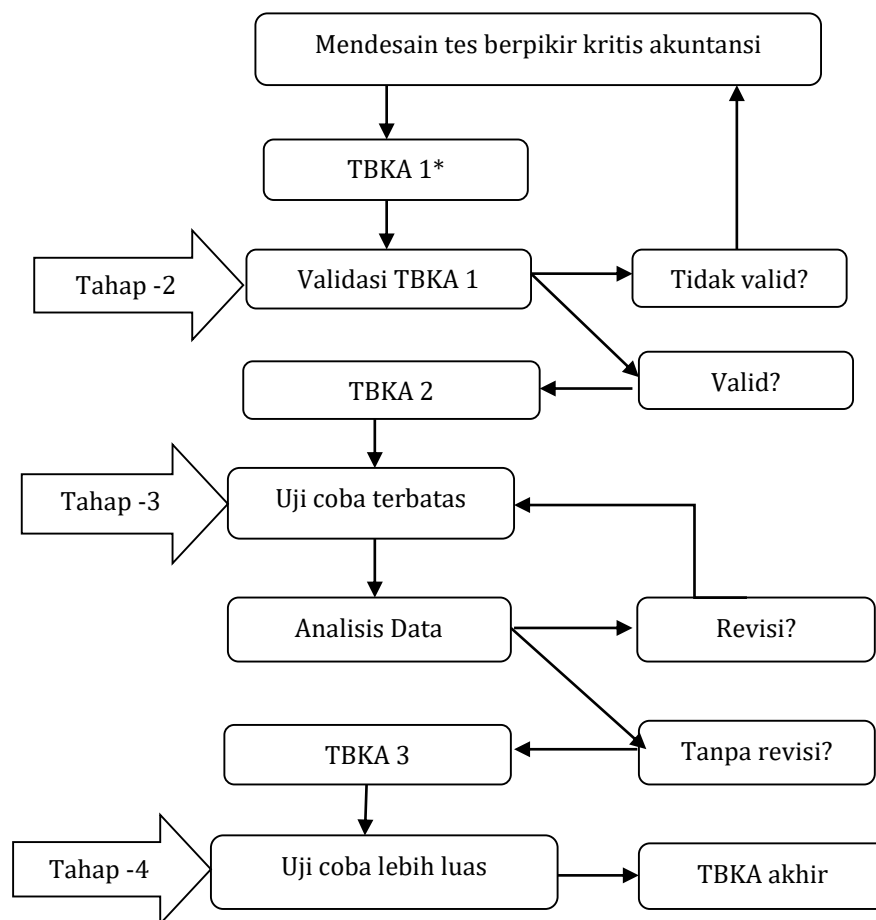 Mendesain tes berpikir kritis akuntansi
TBKA 1*
Tahap -2
Validasi TBKA 1
Tidak valid?
TBKA 2
Valid?
Tahap -3
Uji coba terbatas
Analisis Data
Revisi?
TBKA 3
Tanpa revisi?
Tahap -4
Uji coba lebih luas
TBKA akhir